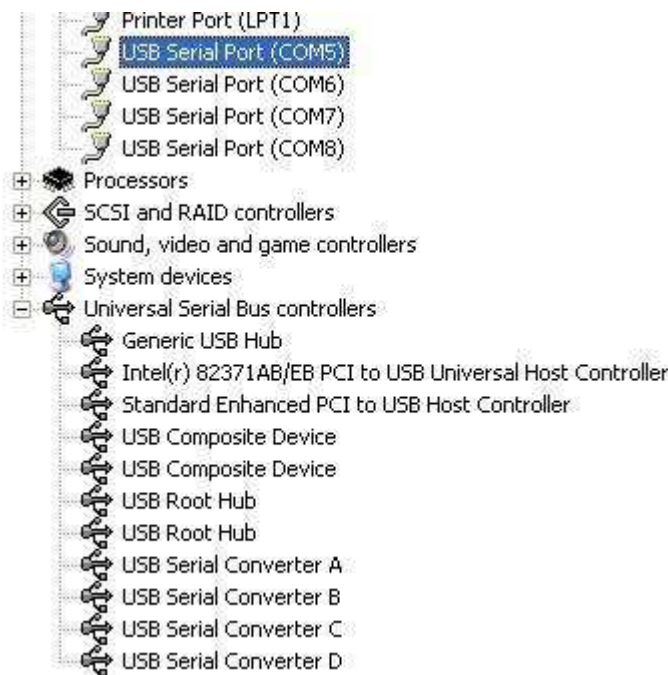 Printer Port (LPT1)
USB Serial Port (COM5)
USB Serial Port (COM6)
USB Serial Port (COM7)
USB Serial Port (COM8)
Processors
SCSI and RAID controllers
Sound, video and game controllers
System devices
Universal Serial Bus controllers
Generic USB Hub
Intel(r) 82371AB/EB PCI to USB Universal Host Controller
Standard Enhanced PCI to USB Host Controller
USB Composite Device
USB Composite Device
USB Root Hub
USB Root Hub
USB Serial Converter A
USB Serial Converter B
USB Serial Converter C
USB Serial Converter D